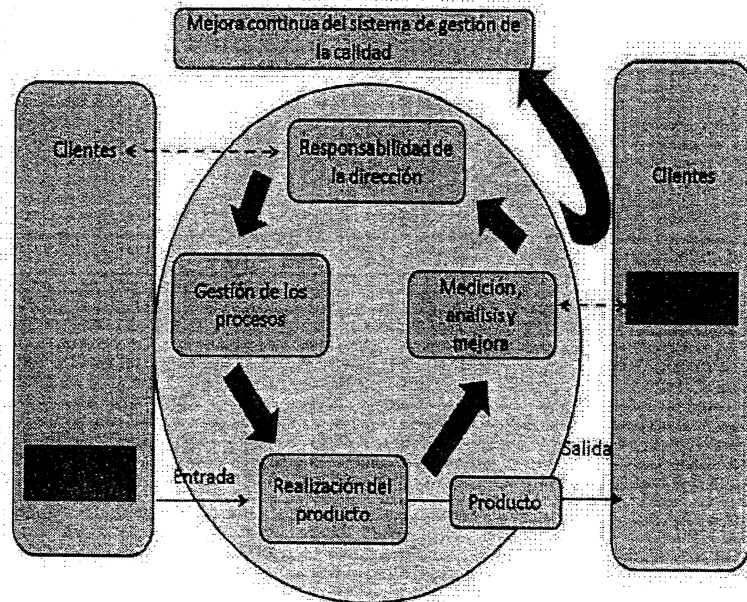 Mejora continua del sistema de gestión de
la calidad
Clientes
Responsabilidad de
la dirección
Clientes
Gestión de los
procesos
Medición,
análisis y
mejora
Entrada
Realización del
producto
Producto
Salida